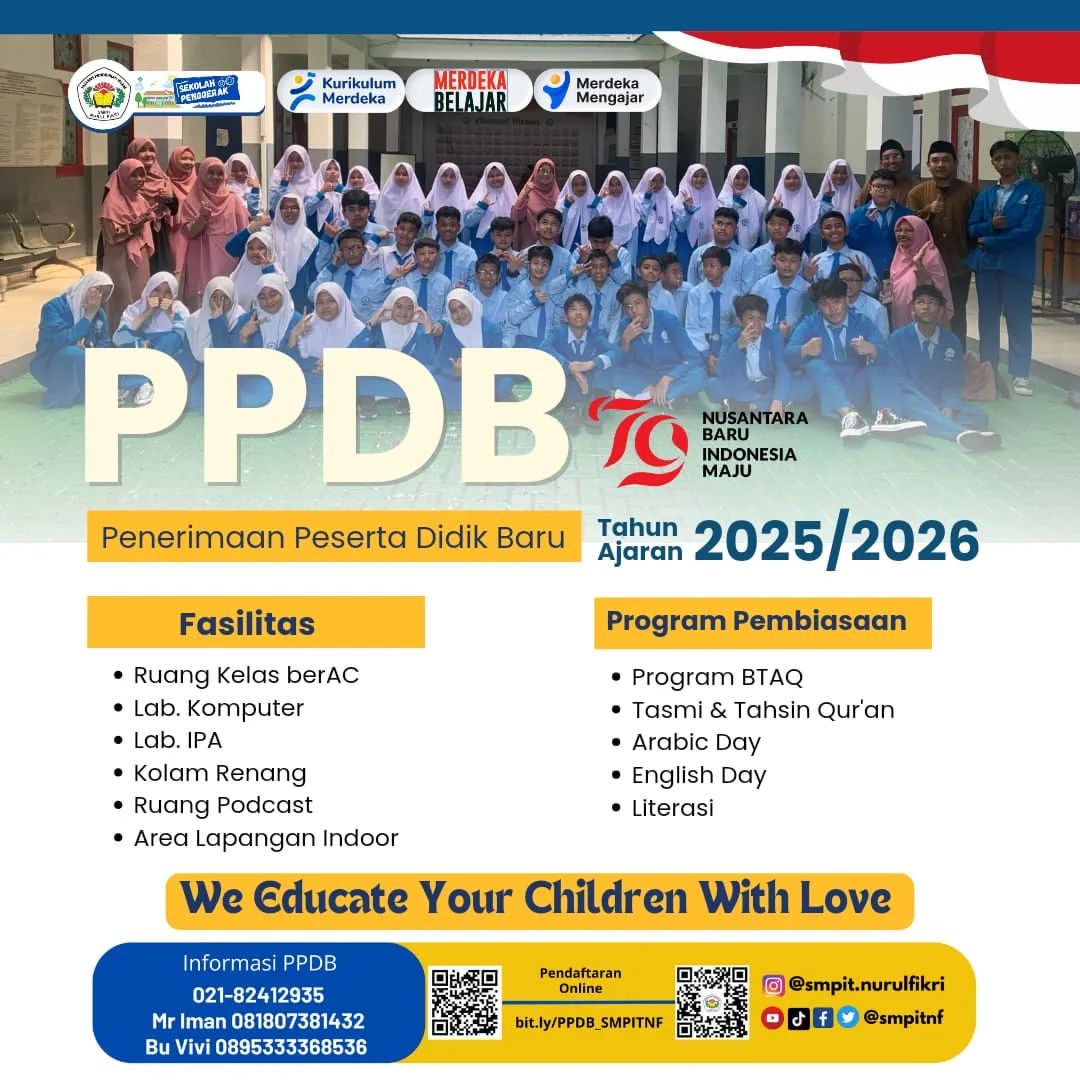 SEKOLAH
PENGGERAK
Kurikulum
Merdeka
MERDEKA
BELAJAR
Merdeka
Mengajar
PPDB
79
NUSANTARA
BARU
INDONESIA
MAJU
Penerimaan Peserta Didik Baru
Tahun
Ajaran
2025/2026
Fasilitas
• Ruang Kelas berAC
• Lab. Komputer
• Lab. IPA
• Kolam Renang
• Ruang Podcast
• Area Lapangan Indoor
Program Pembiasaan
• Program BTAQ
• Tasmi & Tahsin Qur'an
• Arabic Day
• English Day
• Literasi
We Educate Your Children With Love
Informasi PPDB
021-82412935
Mr Iman 081807381432
Bu Vivi 0895333368536
Pendaftaran
Online
bit.ly/PPDB_SMPITNF
@smpit.nurulfikri
@smpitnf